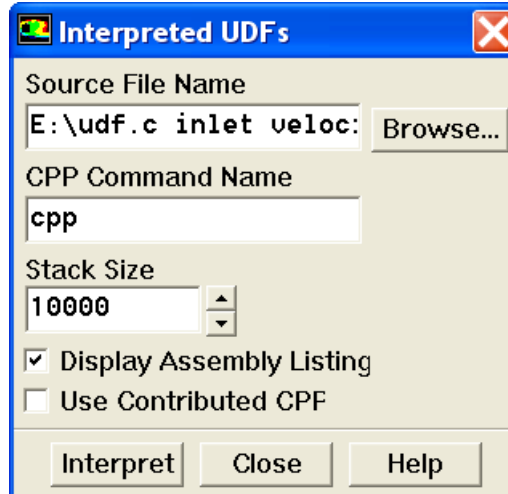 Interpreted UDFs
Source File Name
E:\udf.c inlet veloc: Browse...
CPP Command Name
cpp
Stack Size
10000
Display Assembly Listing
Use Contributed CPF
Interpret Close Help